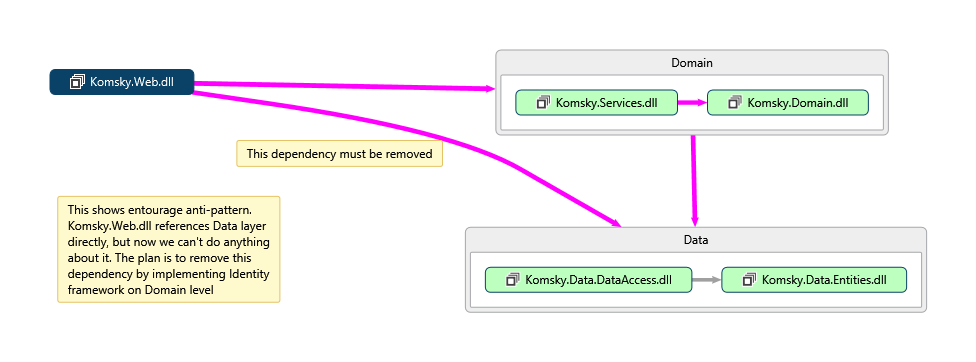 Komsky.Web.dll
Domain
Komsky.Services.dll
Komsky.Domain.dll
This dependency must be removed
This shows entourage anti-pattern.
Komsky.Web.dll references Data layer
directly, but now we can't do anything
about it. The plan is to remove this
dependency by implementing Identity
framework on Domain level
Data
Komsky.Data.DataAccess.dll
Komsky.Data.Entities.dll